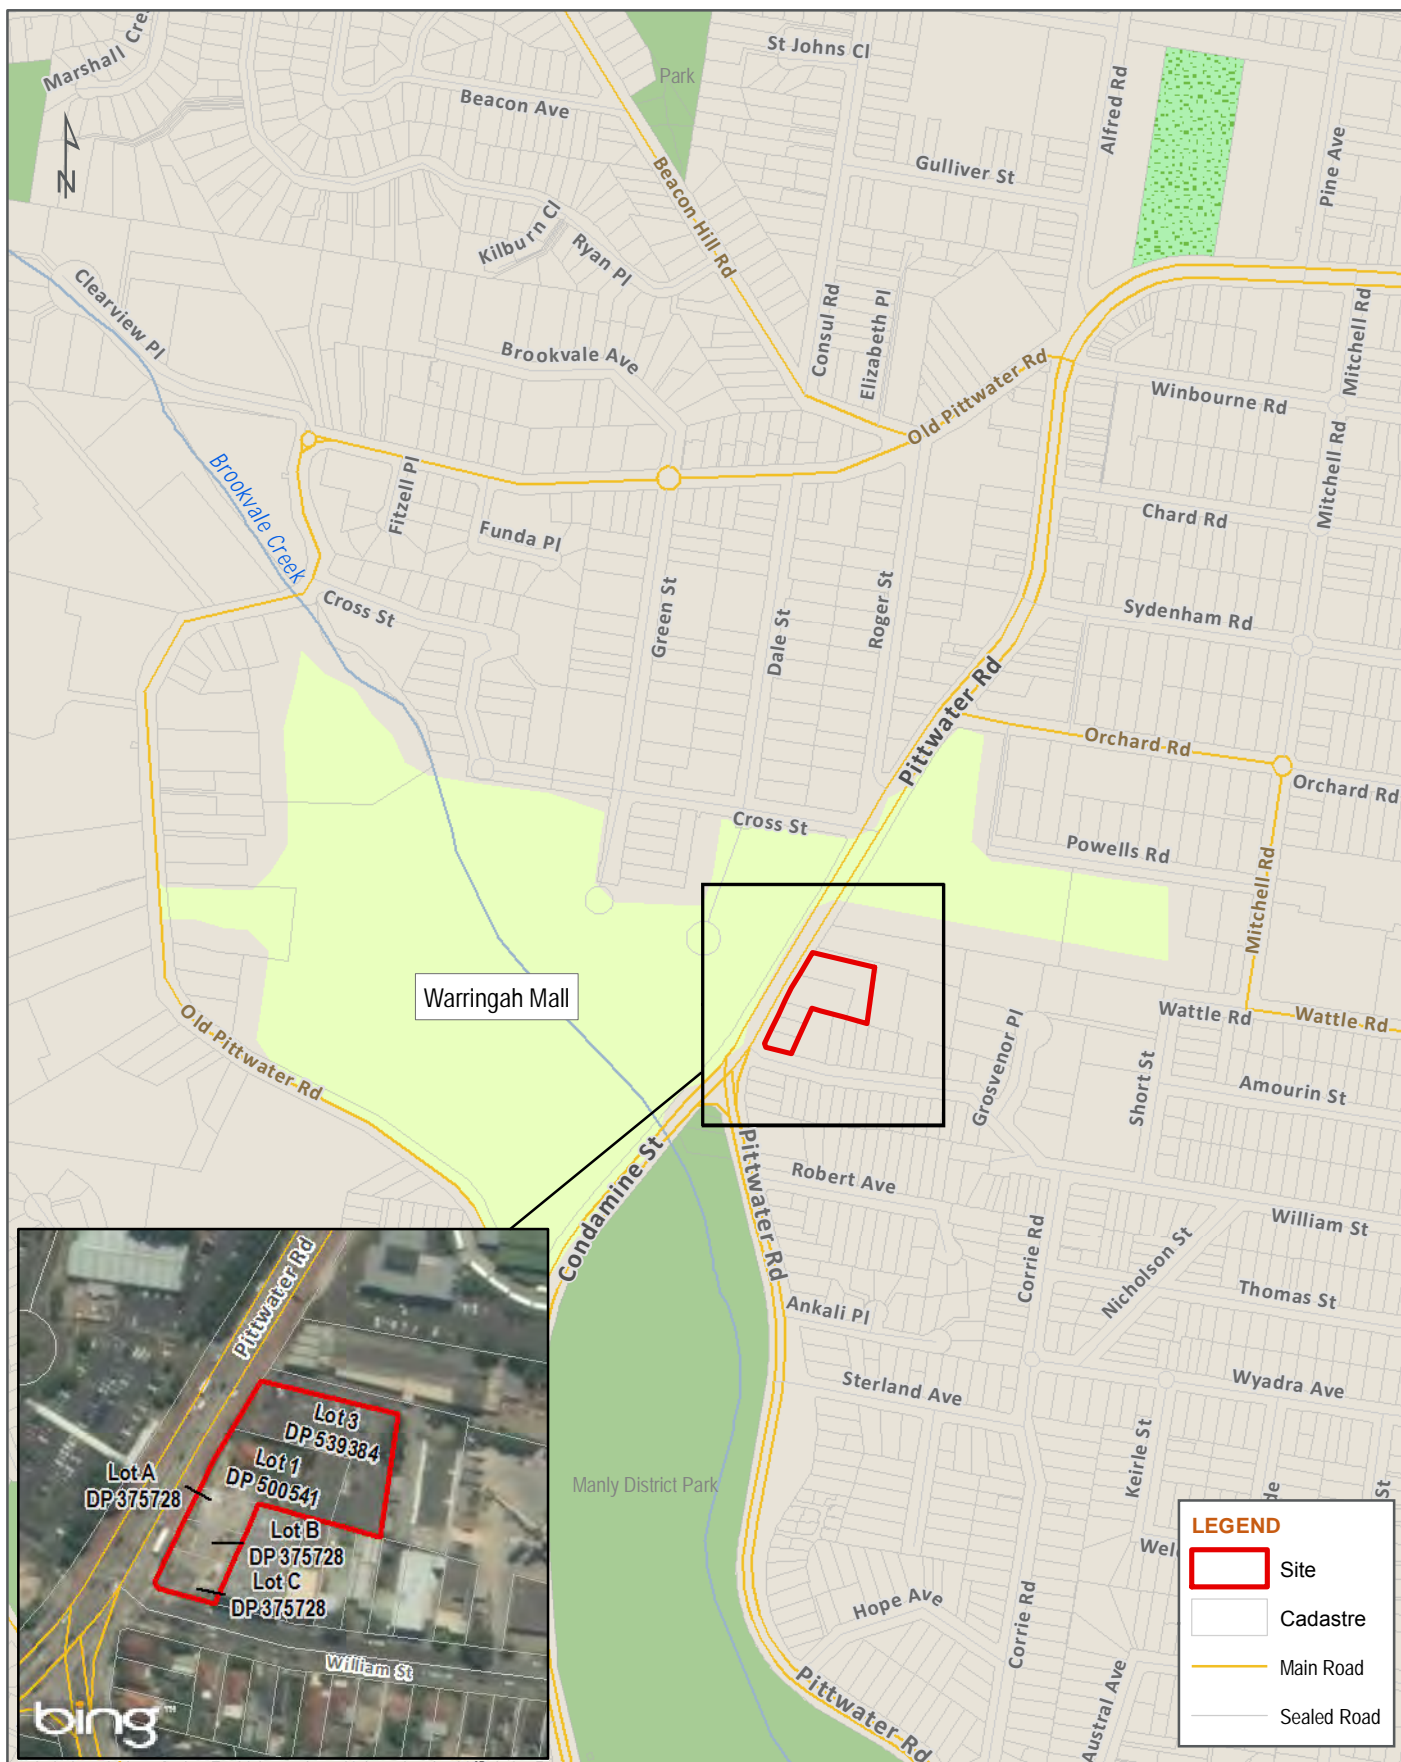 Marshall Cre
St Johns Cl
Park
Beacon Ave
Alfred Rd
Gulliver St
Pine Ave
N
Beacon Hill Rd
Kilburn Cl
Ryan Pl
Clearview Pl
Consul Rd
Elizabeth Pl
Mitchell Rd
Brookvale Ave
Old Pittwater Rd
Winbourne Rd
Brookvale Creek
Fitzell Pl
Funda Pl
Mitchell Rd
Chard Rd
Cross St
Green St
Dale St
Roger St
Sydenham Rd
Pittwater Rd
Orchard Rd
Orchard Rd
Cross St
Powells Rd
Mitchell Rd
Warringah Mall
Old Pittwater Rd
Wattle Rd
Wattle Rd
Grosvenor Pl
Short St
Amourin St
Condamine St
Pittwater Rd
Robert Ave
William St
Corrie Rd
Nicholson St
Thomas St
Ankali Pl
Sterland Ave
Wyadra Ave
Keirle St
Manly District Park
de
St
Wel
Hope Ave
Corrie Rd
Pittwater Rd
Austral Ave
Pittwater Rd
Lot 3
DP 539384
Lot 1
DP 500541
Lot A
DP 375728
Lot B
DP 375728
Lot C
DP 375728
William St
bing™
LEGEND
Site
Cadastre
Main Road
Sealed Road